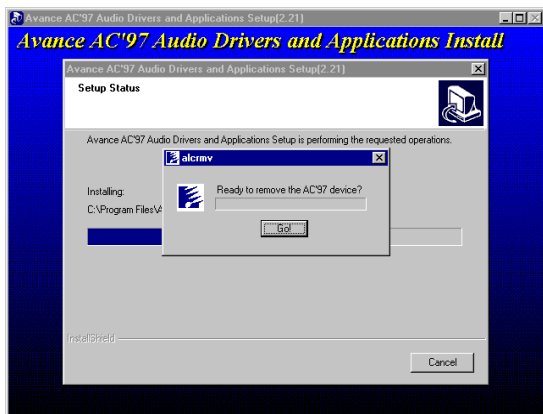 Avance AC'97 Audio Drivers and Applications Setup(2.21)
Avance AC'97 Audio Drivers and Applications Install
Avance AC'97 Audio Drivers and Applications Setup(2.21)
Setup Status
Avance AC'97 Audio Drivers and Applications Setup is performing the requested operations.
alcrmv
Ready to remove the AC'97 device?
Installing:
C:\Program Files\A
Go!
InstallShield
Cancel